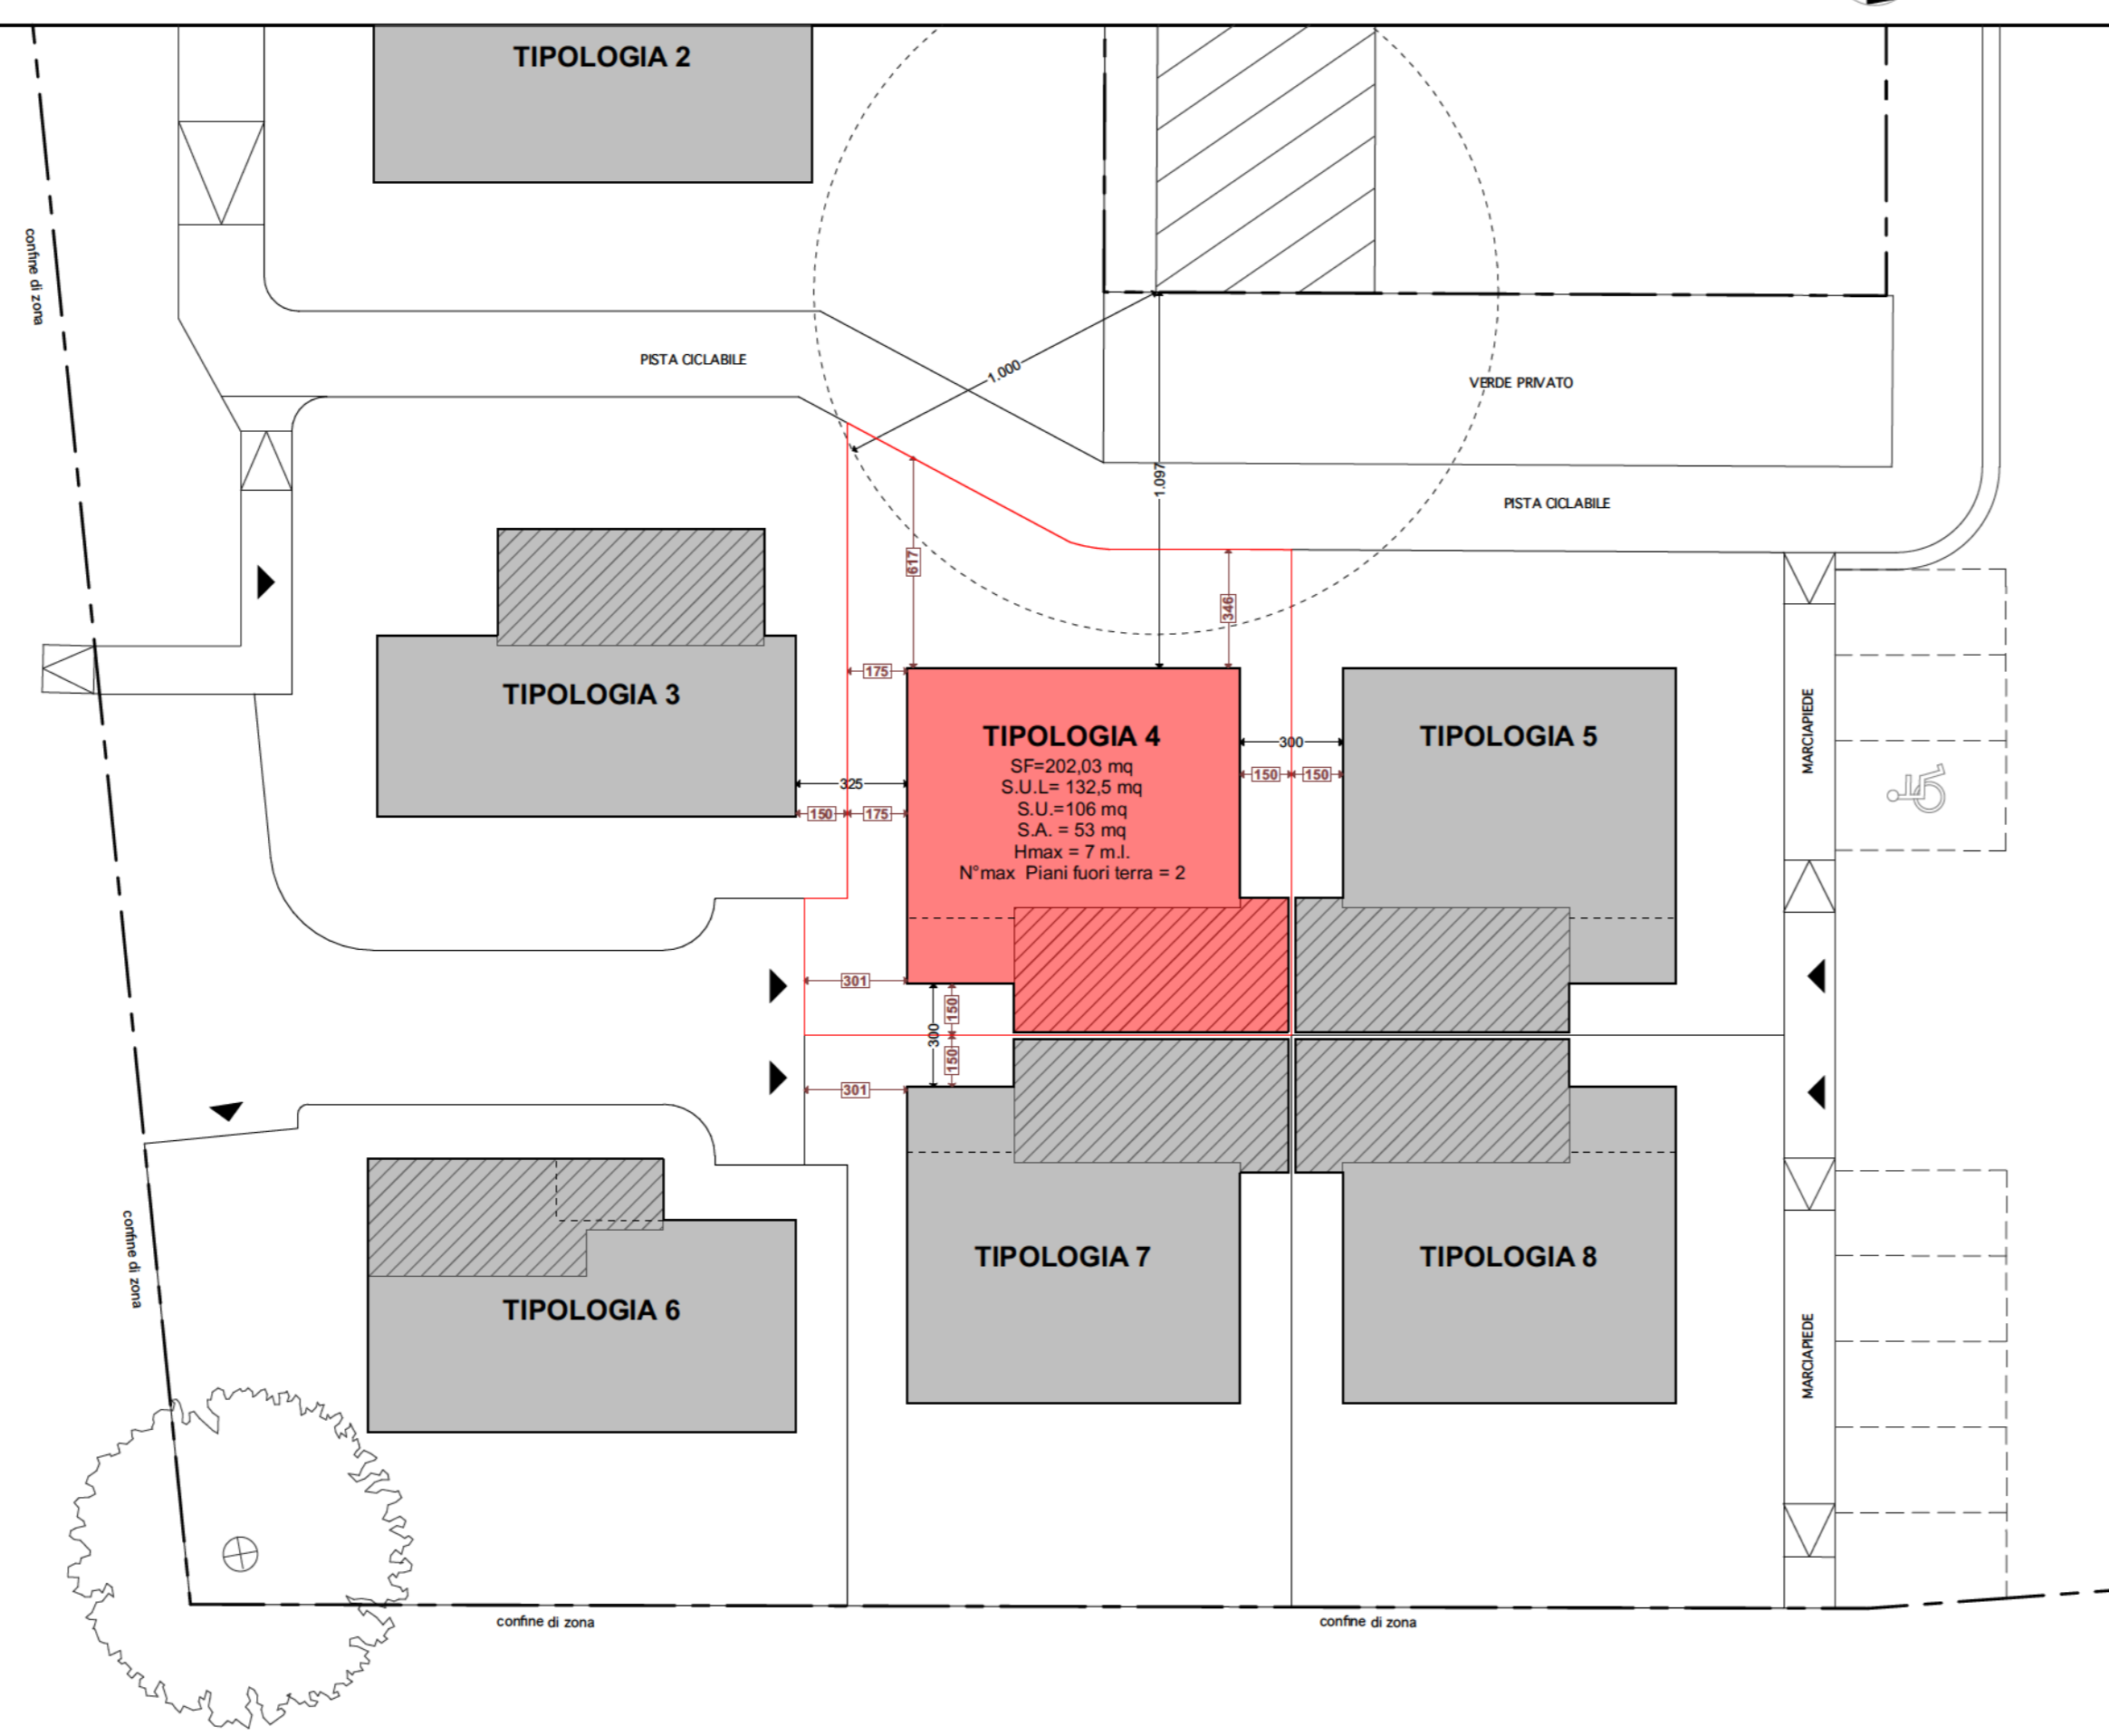 TIPOLOGIA 2
confine di zona
PISTA CICLABILE
1.000
VERDE PRIVATO
1.097
PISTA CICLABILE
617
346
175
TIPOLOGIA 3
MARCIAPIEDE
TIPOLOGIA 4
SF=202,03 mq
S.U.L= 132,5 mq
S.U.=106 mq
S.A. = 53 mq
Hmax = 7 m.l.
N°max Piani fuori terra = 2
300
TIPOLOGIA 5
150
150
325
150
175
301
150
300
150
301
confine di zona
TIPOLOGIA 6
TIPOLOGIA 7
TIPOLOGIA 8
MARCIAPIEDE
confine di zona
confine di zona